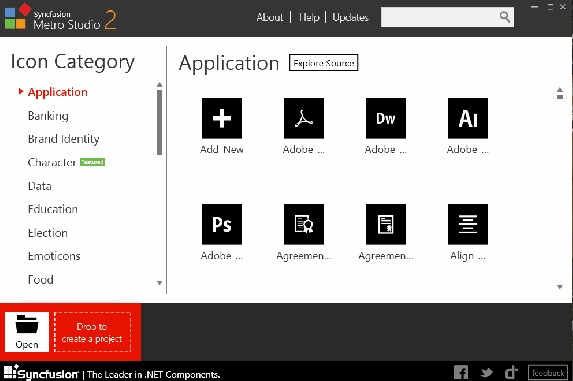 Syncfusion
Metro Studio 2
About | Help | Updates
Icon Category
Application
Banking
Brand Identity
Character Featured
Data
Education
Election
Emoticons
Food
Application Explore Source
Add New
Adobe ...
Dw
Adobe ...
Ai
Adobe ...
Ps
Adobe ...
Agreemen...
Agreemen...
Align ...
Open
Drop to
create a project
Syncfusion | The Leader in .NET Components.
feedback